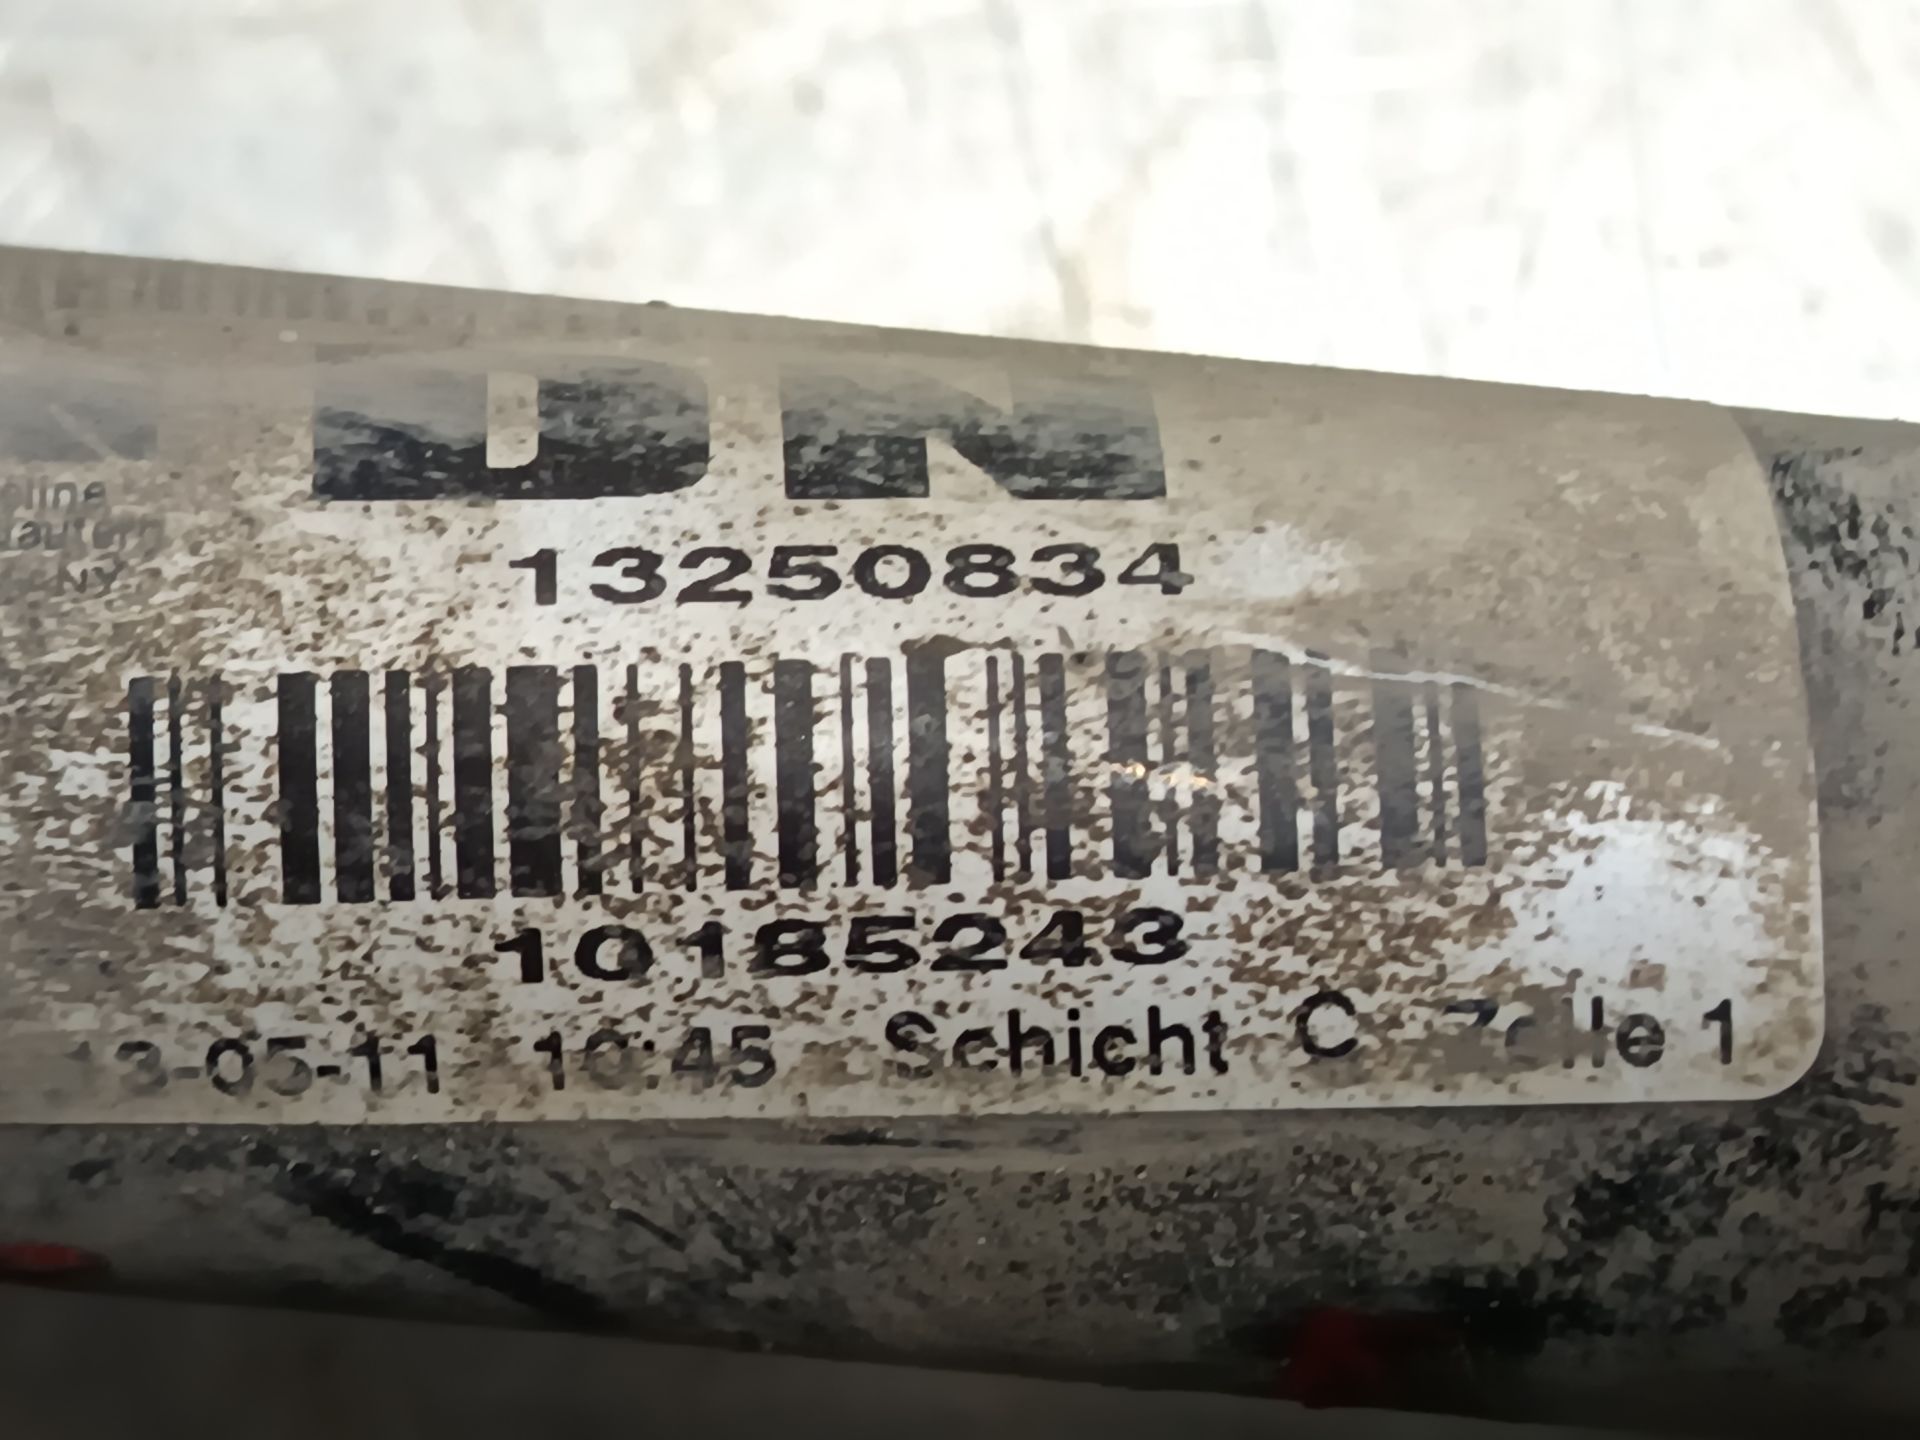 DN
13250834
10185243
13-05-11 10:45 Schicht C Zelle 1